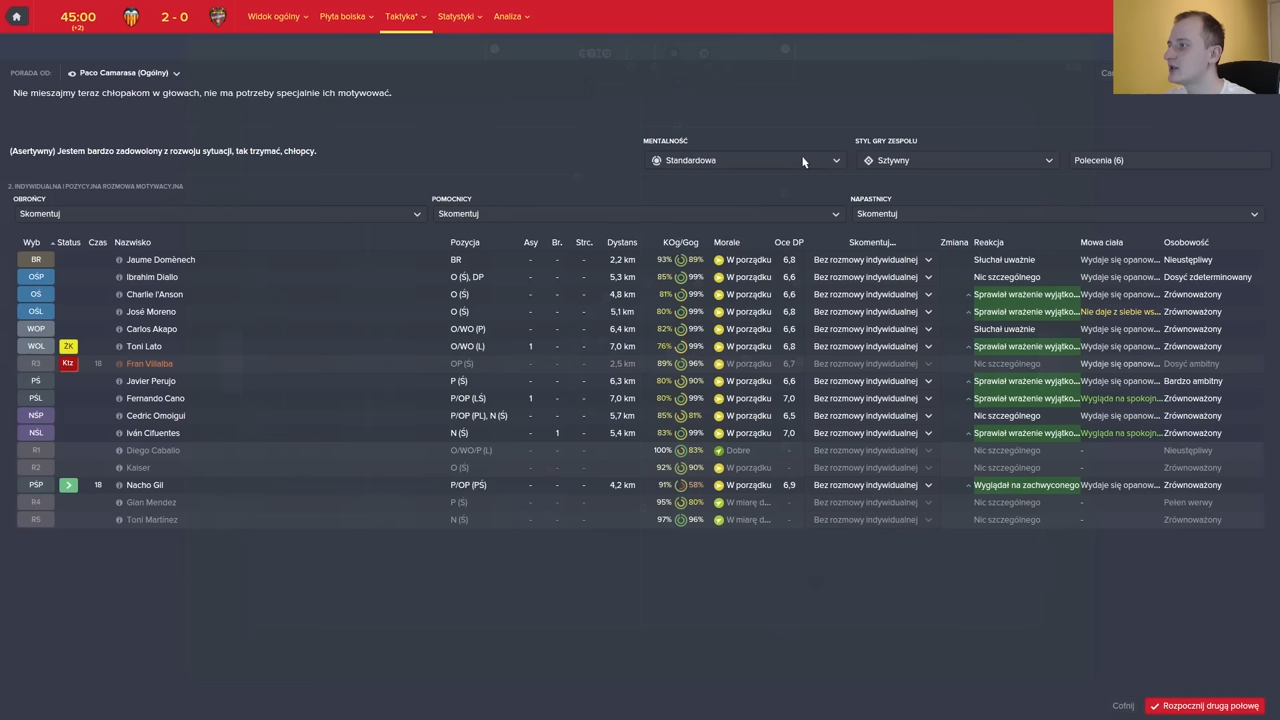 45:00
(+2)
2 - 0
Widok ogólny
Płyta boiska
Taktyka*
Statystyki
Analiza
PORADA OD:
Paco Camarasa (Ogólny)
Nie mieszajmy teraz chłopakom w głowach, nie ma potrzeby specjalnie ich motywować.
MENTALNOŚĆ
STYL GRY ZESPOŁU
(Asertywny) Jestem bardzo zadowolony z rozwoju sytuacji, tak trzymać, chłopcy.
Standardowa
Sztywny
Polecenia (6)
2. INDYWIDUALNA I POZYCYJNA ROZMOWA MOTYWACYJNA
OBROŃCY
POMOCNICY
NAPASTNICY
Skomentuj
Skomentuj
Skomentuj
Wyb Status Czas Nazwisko Pozycja Asy Br. Strc. Dystans KOg/Gog Morale Oce DP Skomentuj... Zmiana Reakcja Mowa ciała Osobowość
BR Jaume Domènech BR - - - 2,2 km 93% 89% W porządku 6,8 Bez rozmowy indywidualnej Słuchał uważnie Wydaje się opanow... Nieustępliwy
OŚP Ibrahim Diallo O (Ś), DP - - - 5,3 km 85% 99% W porządku 6,6 Bez rozmowy indywidualnej Nic szczególnego Wydaje się opanow... Dosyć zdeterminowany
OŚ Charlie I'Anson O (Ś) - - - 4,8 km 81% 99% W porządku 6,6 Bez rozmowy indywidualnej Sprawiał wrażenie wyjątko... Wydaje się opanow... Zrównoważony
OŚL José Moreno O (Ś) - - - 5,1 km 80% 99% W porządku 6,8 Bez rozmowy indywidualnej Sprawiał wrażenie wyjątko... Nie daje z siebie ws... Zrównoważony
WOP Carlos Akapo O/WO (P) - - - 6,4 km 82% 99% W porządku 6,6 Bez rozmowy indywidualnej Słuchał uważnie Wydaje się opanow... Zrównoważony
WOL ŻK Toni Lato O/WO (L) 1 - - 7,0 km 76% 99% W porządku 6,8 Bez rozmowy indywidualnej Sprawiał wrażenie wyjątko... Wydaje się opanow... Zrównoważony
R3 Ktz 18 Fran Villalba OP (Ś) - - - 2,5 km 89% 96% W porządku 6,7 Bez rozmowy indywidualnej Nic szczególnego Wydaje się opanow... Dosyć ambitny
PŚ Javier Perujo P (Ś) - - - 6,3 km 80% 90% W porządku 6,6 Bez rozmowy indywidualnej Sprawiał wrażenie wyjątko... Wydaje się opanow... Bardzo ambitny
PŚL Fernando Cano P/OP (LŚ) 1 - - 7,0 km 80% 99% W porządku 7,0 Bez rozmowy indywidualnej Sprawiał wrażenie wyjątko... Wygląda na spokojn... Zrównoważony
NŚP Cedric Omoigui P/OP (PL), N (Ś) - - - 5,7 km 85% 81% W porządku 6,5 Bez rozmowy indywidualnej Nic szczególnego Wydaje się opanow... Zrównoważony
NŚL Iván Cifuentes N (Ś) - 1 - 5,4 km 83% 99% W porządku 7,0 Bez rozmowy indywidualnej Sprawiał wrażenie wyjątko... Wygląda na spokojn... Zrównoważony
R1 Diego Caballo O/WO/P (L) - - - - 100% 83% Dobre - Bez rozmowy indywidualnej Nic szczególnego - Nieustępliwy
R2 Kaiser O (Ś) - - - - 92% 90% W porządku - Bez rozmowy indywidualnej Nic szczególnego - Zrównoważony
PŚP 18 Nacho Gil P/OP (PŚ) - - - 4,2 km 91% 58% W porządku 6,9 Bez rozmowy indywidualnej Wyglądał na zachwyconego Wydaje się opanow... Zrównoważony
R4 Gian Mendez P (Ś) - - - - 95% 80% W miarę d... - Bez rozmowy indywidualnej Nic szczególnego - Pełen werwy
R5 Toni Martínez N (Ś) - - - - 97% 96% W miarę d... - Bez rozmowy indywidualnej Nic szczególnego - Zrównoważony
Cofnij
Rozpocznij drugą połowę